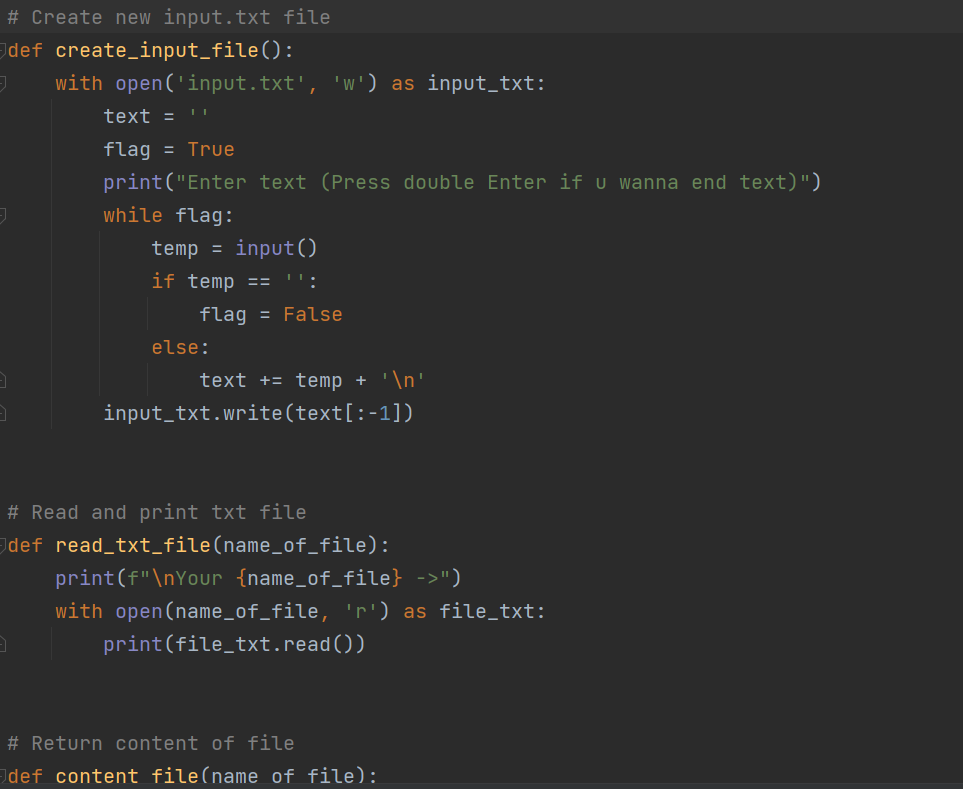 # Create new input.txt file
def create_input_file():
    with open('input.txt', 'w') as input_txt:
        text = ''
        flag = True
        print("Enter text (Press double Enter if u wanna end text)")
        while flag:
            temp = input()
            if temp == '':
                flag = False
            else:
                text += temp + '\n'
        input_txt.write(text[:-1])
# Read and print txt file
def read_txt_file(name_of_file):
    print(f"\nYour {name_of_file} ->")
    with open(name_of_file, 'r') as file_txt:
        print(file_txt.read())
# Return content of file
def content_file(name_of_file):